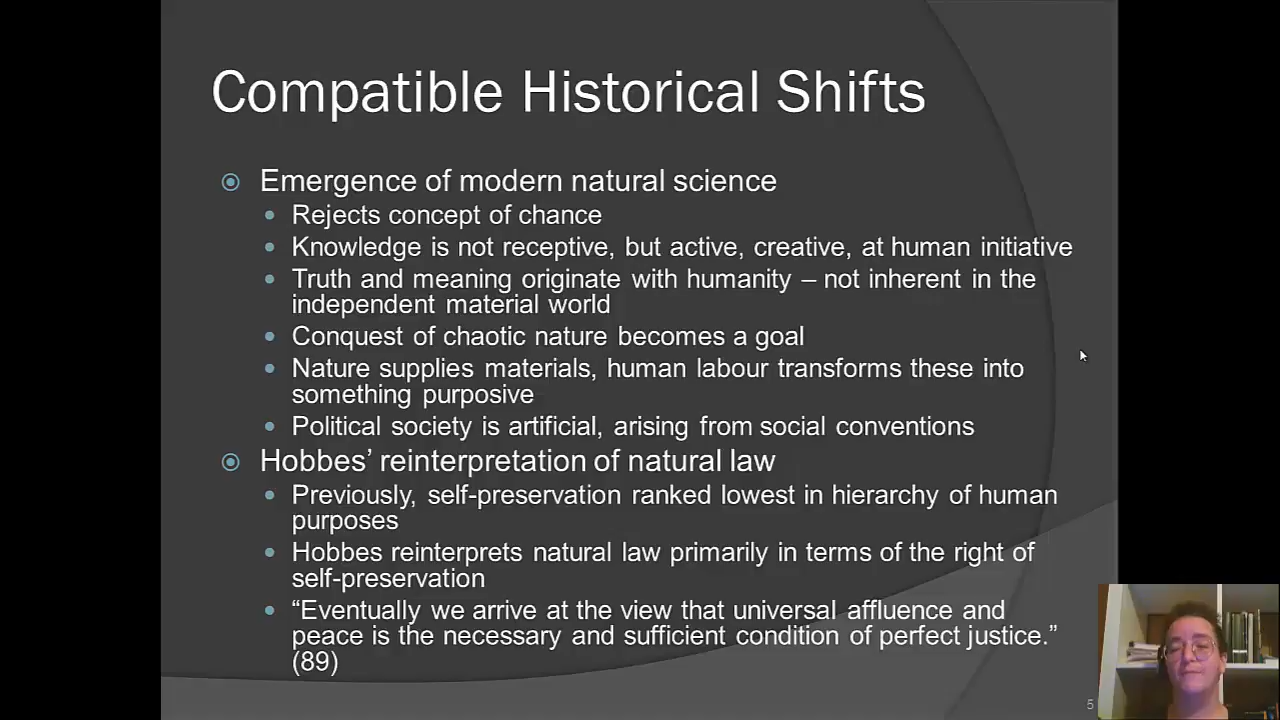 Compatible Historical Shifts
Emergence of modern natural science
Rejects concept of chance
Knowledge is not receptive, but active, creative, at human initiative
Truth and meaning originate with humanity – not inherent in the
independent material world
Conquest of chaotic nature becomes a goal
Nature supplies materials, human labour transforms these into
something purposive
Political society is artificial, arising from social conventions
Hobbes’ reinterpretation of natural law
Previously, self-preservation ranked lowest in hierarchy of human
purposes
Hobbes reinterprets natural law primarily in terms of the right of
self-preservation
“Eventually we arrive at the view that universal affluence and
peace is the necessary and sufficient condition of perfect justice.”
(89)
5